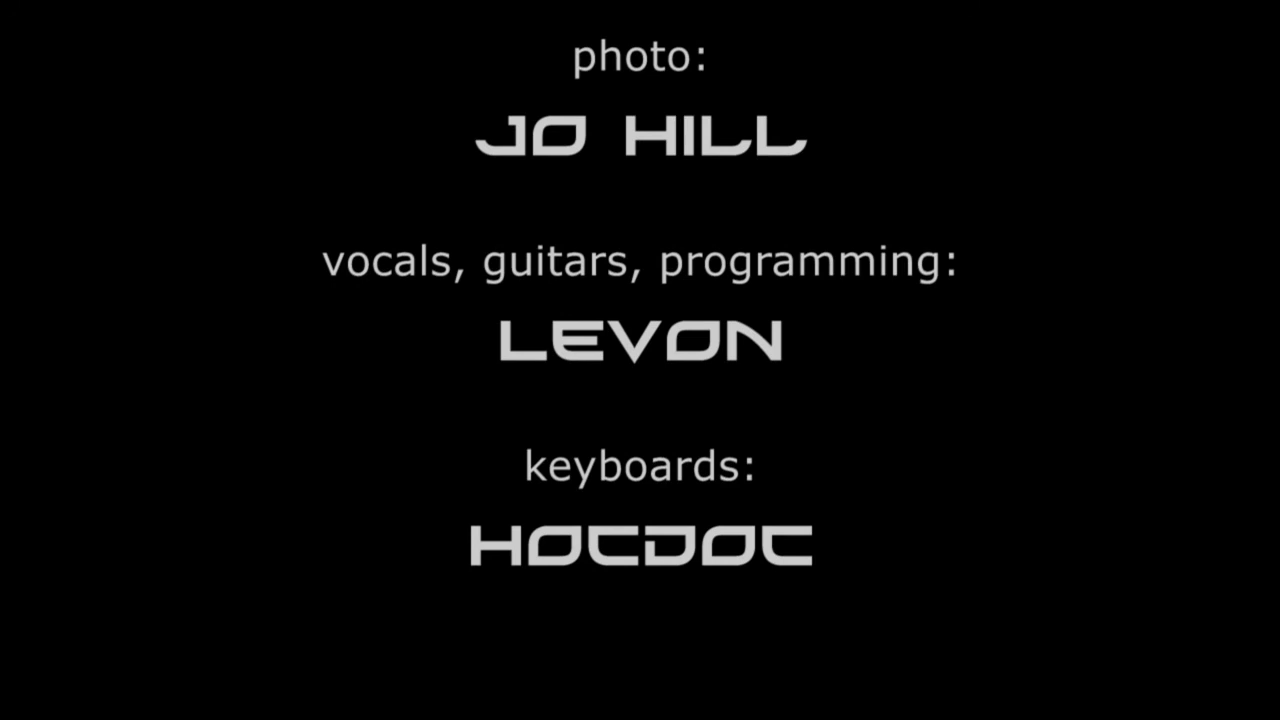 photo:
JO HILL
vocals, guitars, programming:
LEVON
keyboards:
HOCDOC